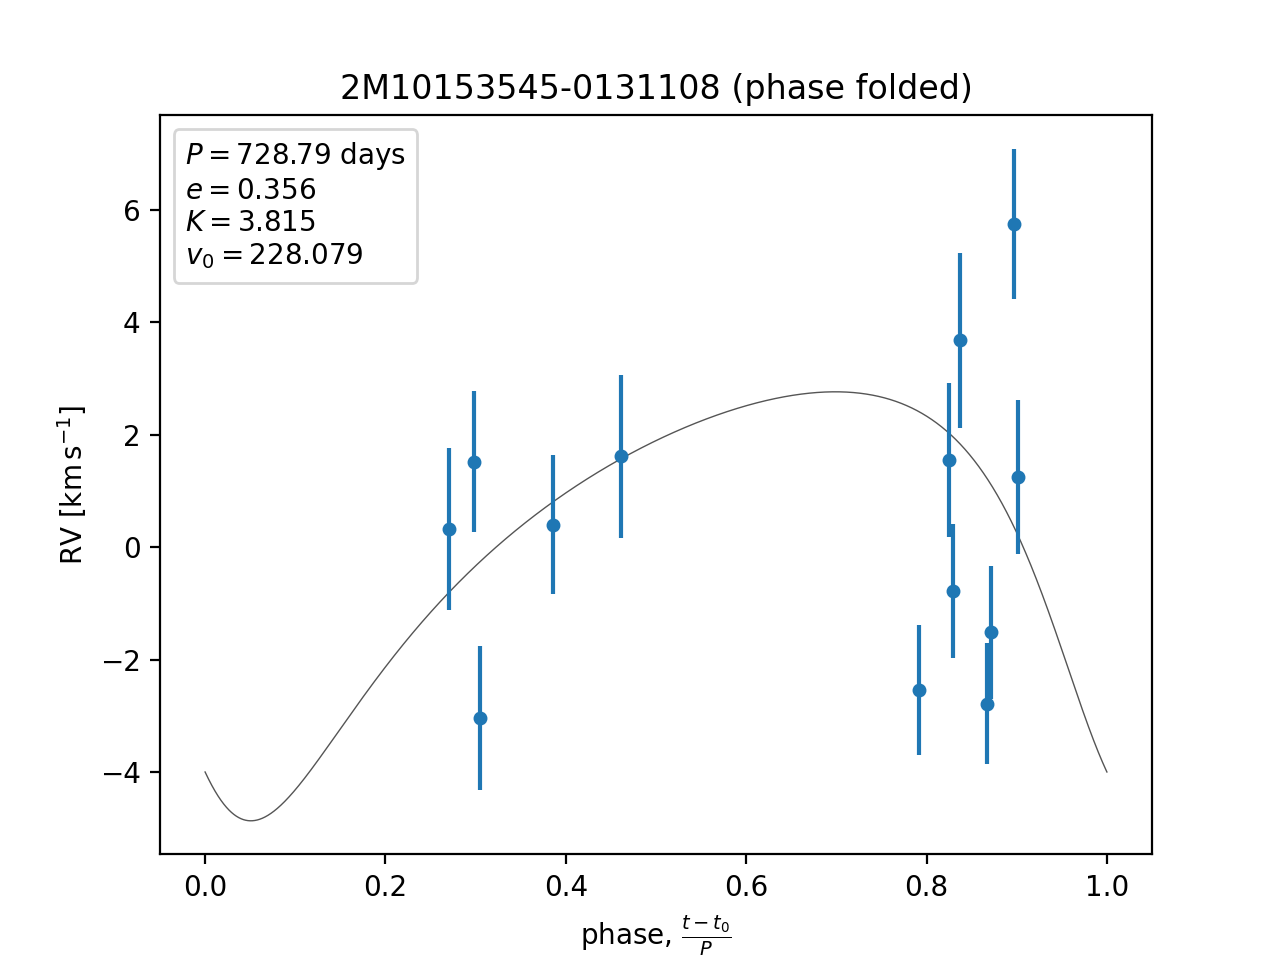 2M10153545-0131108 (phase folded)
P = 728.79 days
e = 0.356
K = 3.815
v₀ = 228.079
RV [km s⁻¹]
6
4
2
0
−2
−4
0.0 0.2 0.4 0.6 0.8 1.0
phase, (t − t₀)/P